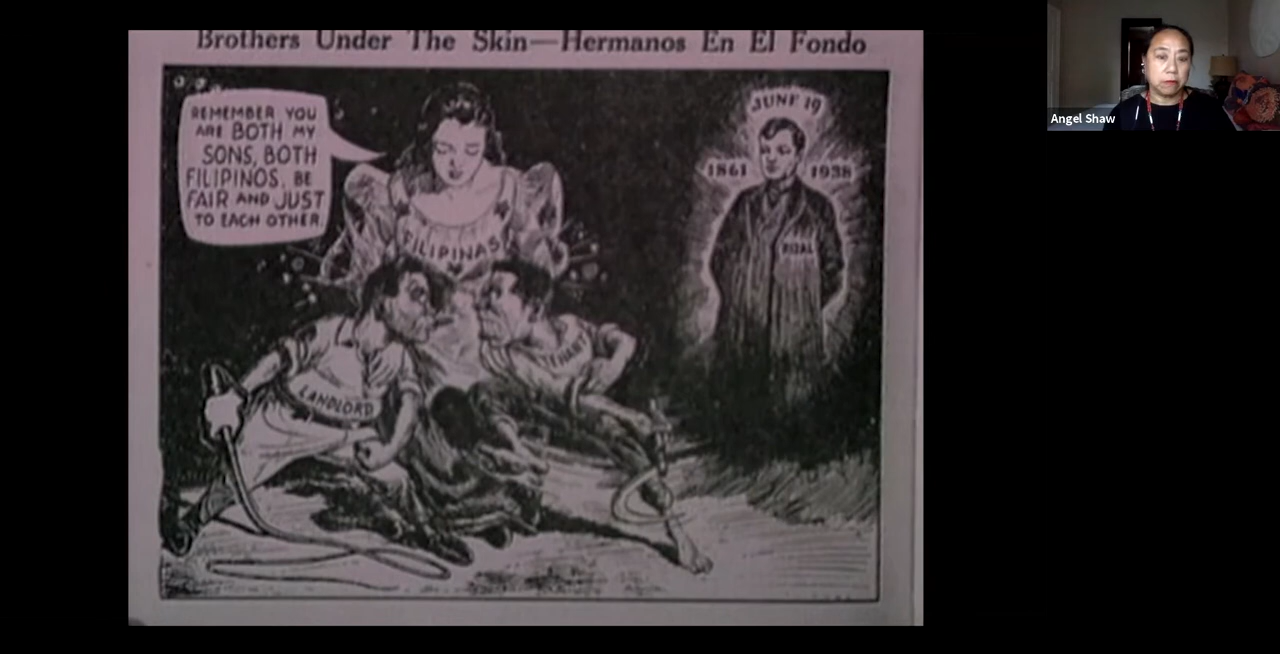 Brothers Under The Skin—Hermanos En El Fondo
REMEMBER YOU
ARE BOTH MY
SONS, BOTH
FILIPINOS. BE
FAIR AND JUST
TO EACH OTHER.
FILIPINAS
JUNE 19
1861 1938
RIZAL
LANDLORD
TENANT
Angel Shaw